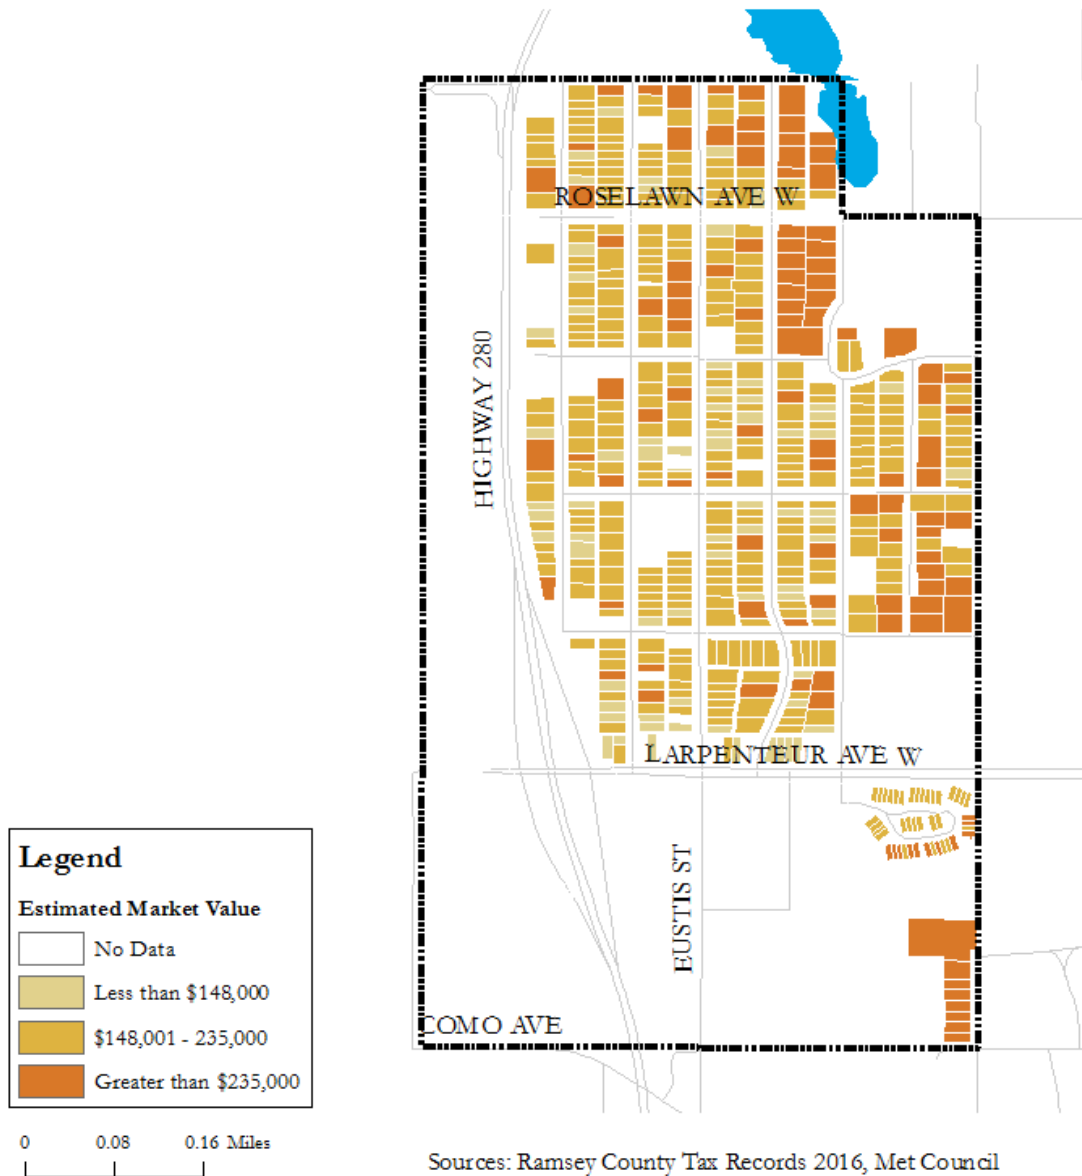 ROSELAWN AVE W
HIGHWAY 280
LARPENTEUR AVE W
EUSTIS ST
COMO AVE
Legend
Estimated Market Value
No Data
Less than $148,000
$148,001 - 235,000
Greater than $235,000
0 0.08 0.16 Miles
Sources: Ramsey County Tax Records 2016, Met Council